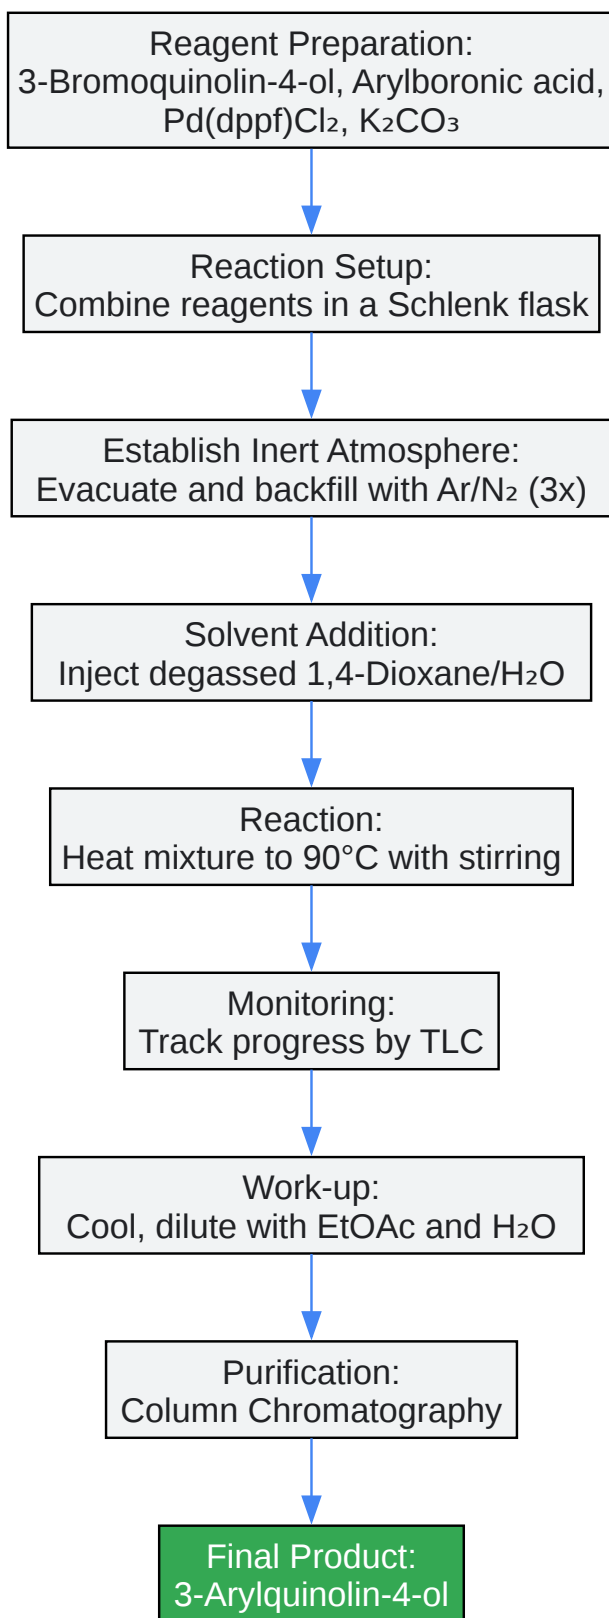 Reagent Preparation:
3-Bromoquinolin-4-ol, Arylboronic acid,
Pd(dppf)Cl₂, K₂CO₃
Reaction Setup:
Combine reagents in a Schlenk flask
Establish Inert Atmosphere:
Evacuate and backfill with Ar/N₂ (3x)
Solvent Addition:
Inject degassed 1,4-Dioxane/H₂O
Reaction:
Heat mixture to 90°C with stirring
Monitoring:
Track progress by TLC
Work-up:
Cool, dilute with EtOAc and H₂O
Purification:
Column Chromatography
Final Product:
3-Arylquinolin-4-ol